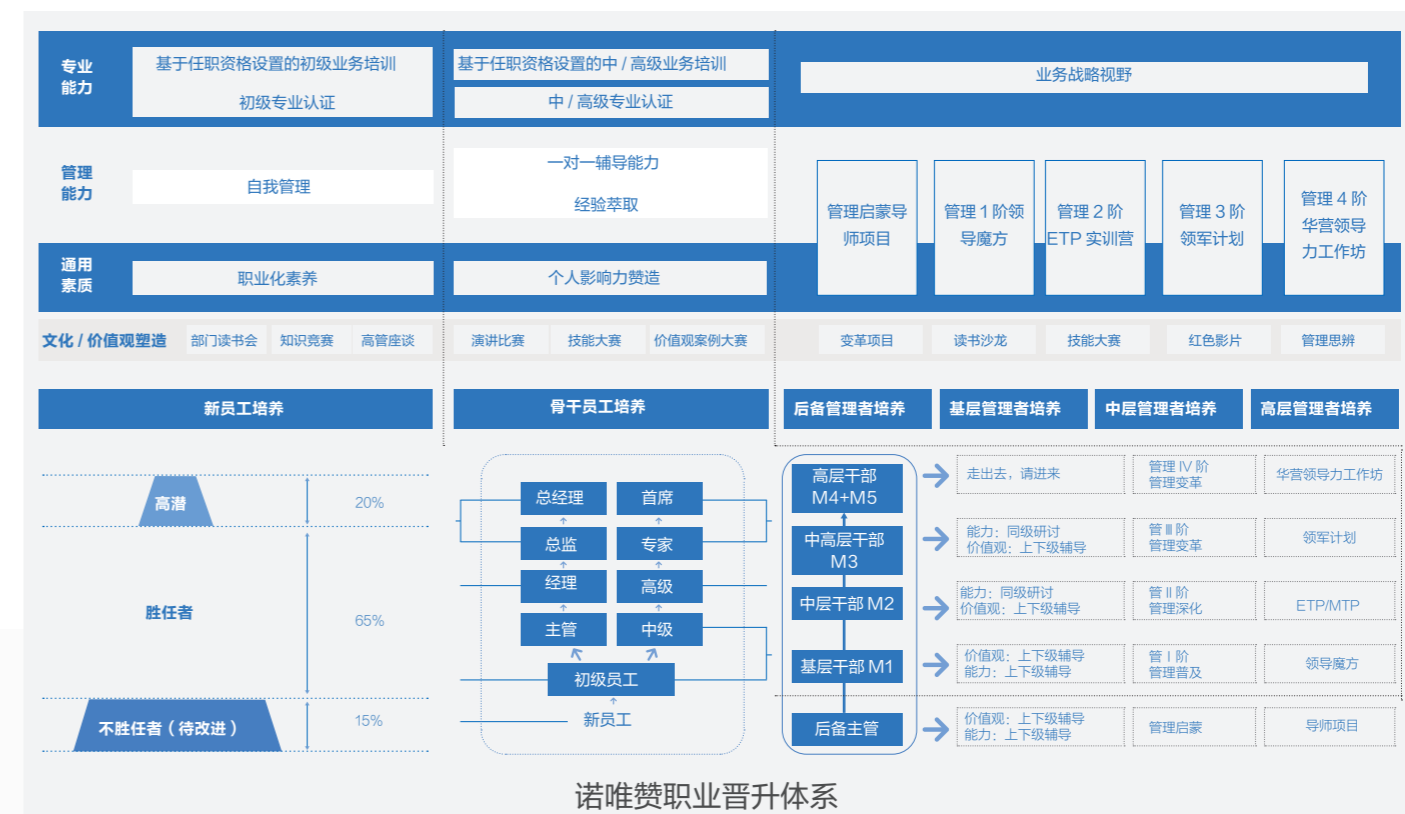 专业
能力
基于任职资格设置的初级业务培训
初级专业认证
基于任职资格设置的中 / 高级业务培训
中 / 高级专业认证
业务战略视野
管理
能力
自我管理
一对一辅导能力
经验萃取
管理启蒙导
师项目
管理 1 阶领
导魔方
管理 2 阶
ETP 实训营
管理 3 阶
领军计划
管理 4 阶
华营领导
力工作坊
通用
素质
职业化素养
个人影响力赞造
文化 / 价值观塑造
部门读书会
知识竞赛
高管座谈
演讲比赛
技能大赛
价值观案例大赛
变革项目
读书沙龙
技能大赛
红色影片
管理思辨
新员工培养
骨干员工培养
后备管理者培养
基层管理者培养
中层管理者培养
高层管理者培养
高潜
20%
胜任者
65%
不胜任者（待改进）
15%
总经理
首席
总监
专家
经理
高级
主管
中级
初级员工
新员工
高层干部
M4+M5
走出去，请进来
管理 IV 阶
管理变革
华营领导力工作坊
中高层干部
M3
能力：同级研讨
价值观：上下级辅导
管 III 阶
管理变革
领军计划
中层干部 M2
能力：同级研讨
价值观：上下级辅导
管 II 阶
管理深化
ETP/MTP
基层干部 M1
价值观：上下级辅导
能力：上下级辅导
管 I 阶
管理普及
领导魔方
后备主管
价值观：上下级辅导
能力：上下级辅导
管理启蒙
导师项目
诺唯赞职业晋升体系